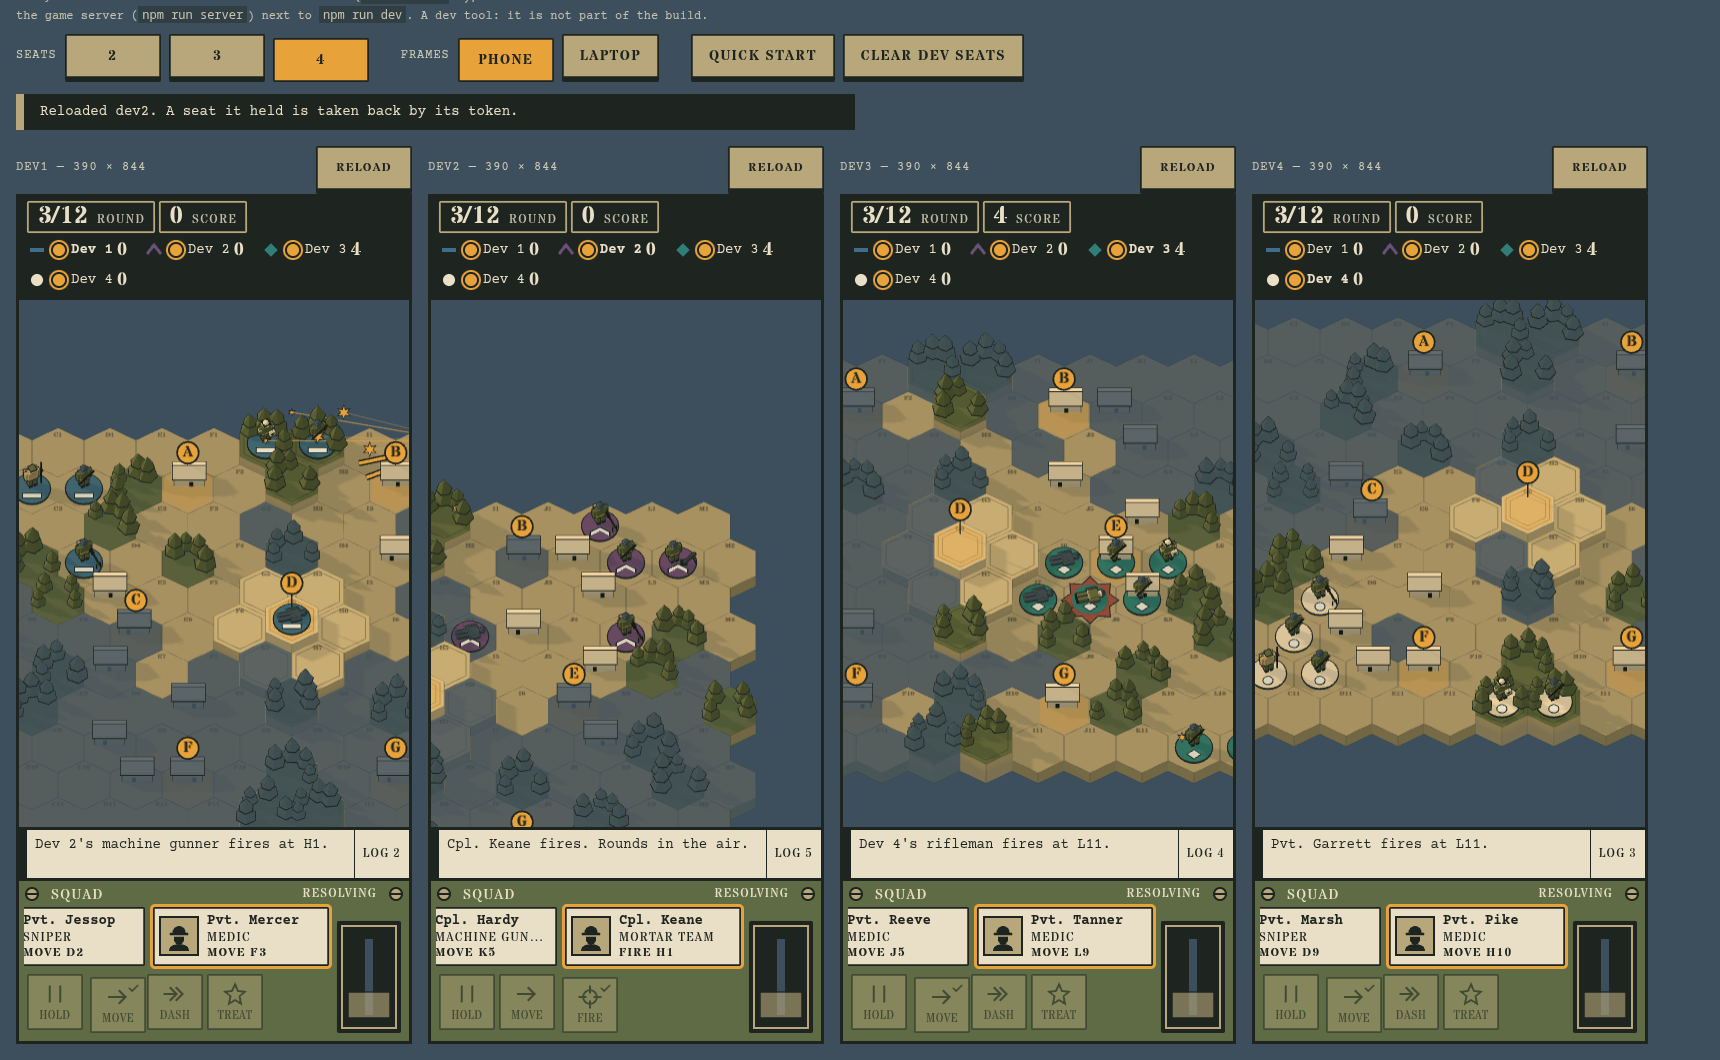 the game server (npm run server) next to npm run dev. A dev tool: it is not part of the build.
SEATS 2 3 4 FRAMES PHONE LAPTOP QUICK START CLEAR DEV SEATS
Reloaded dev2. A seat it held is taken back by its token.
DEV1 — 390 × 844 RELOAD
3/12 ROUND 0 SCORE
Dev 1 0 Dev 2 0 Dev 3 4
Dev 4 0
A
B
C
D
F
G
Dev 2's machine gunner fires at H1.
LOG 2
SQUAD RESOLVING
Pvt. Jessop
SNIPER
MOVE D2
Pvt. Mercer
MEDIC
MOVE F3
HOLD MOVE DASH TREAT
DEV2 — 390 × 844 RELOAD
3/12 ROUND 0 SCORE
Dev 1 0 Dev 2 0 Dev 3 4
Dev 4 0
B
E
G
Cpl. Keane fires. Rounds in the air.
LOG 5
SQUAD RESOLVING
Cpl. Hardy
MACHINE GUN...
MOVE K5
Cpl. Keane
MORTAR TEAM
FIRE H1
HOLD MOVE FIRE
DEV3 — 390 × 844 RELOAD
3/12 ROUND 4 SCORE
Dev 1 0 Dev 2 0 Dev 3 4
Dev 4 0
A
B
D
E
F
G
Dev 4's rifleman fires at L11.
LOG 4
SQUAD RESOLVING
Pvt. Reeve
MEDIC
MOVE J5
Pvt. Tanner
MEDIC
MOVE L9
HOLD MOVE DASH TREAT
DEV4 — 390 × 844 RELOAD
3/12 ROUND 0 SCORE
Dev 1 0 Dev 2 0 Dev 3 4
Dev 4 0
A
B
C
D
F
G
Pvt. Garrett fires at L11.
LOG 3
SQUAD RESOLVING
Pvt. Marsh
SNIPER
MOVE D9
Pvt. Pike
MEDIC
MOVE H10
HOLD MOVE DASH TREAT